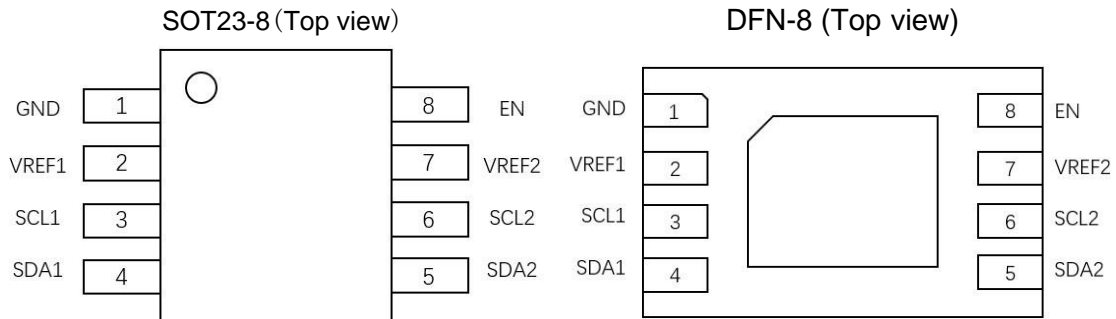 SOT23-8(Top view)
GND 1 8 EN
VREF1 2 7 VREF2
SCL1 3 6 SCL2
SDA1 4 5 SDA2
DFN-8 (Top view)
GND 1 8 EN
VREF1 2 7 VREF2
SCL1 3 6 SCL2
SDA1 4 5 SDA2